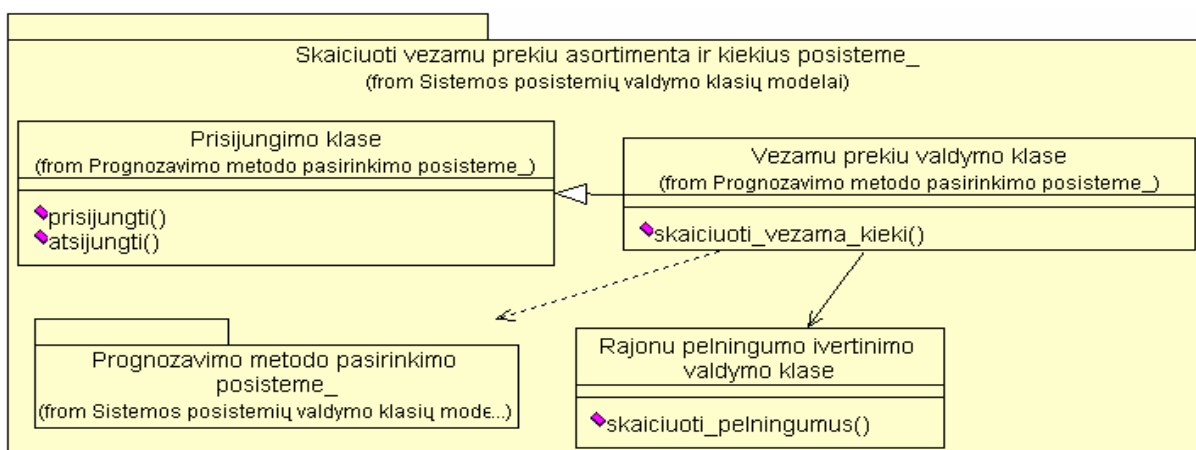 Skaiciuoti vezamu prekiu asortimenta ir kiekius posisteme_
(from Sistemos posistemių valdymo klasių modelai)
Prisijungimo klase
(from Prognozavimo metodo pasirinkimo posisteme_)
prisijungti()
atsijungti()
Vezamu prekiu valdymo klase
(from Prognozavimo metodo pasirinkimo posisteme_)
skaiciuoti_vezama_kieki()
Prognozavimo metodo pasirinkimo
posisteme_
(from Sistemos posistemių valdymo klasių mode...)
Rajonu pelningumo ivertinimo
valdymo klase
skaiciuoti_pelningumus()